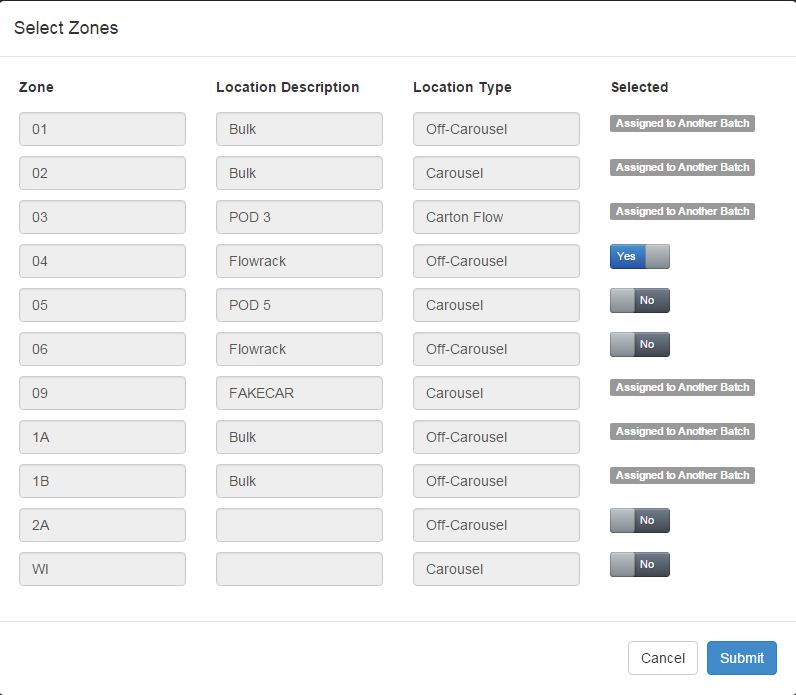 Select Zones
Zone Location Description Location Type Selected
01 Bulk Off-Carousel Assigned to Another Batch
02 Bulk Carousel Assigned to Another Batch
03 POD 3 Carton Flow Assigned to Another Batch
04 Flowrack Off-Carousel Yes
05 POD 5 Carousel No
06 Flowrack Off-Carousel No
09 FAKECAR Carousel Assigned to Another Batch
1A Bulk Off-Carousel Assigned to Another Batch
1B Bulk Off-Carousel Assigned to Another Batch
2A Off-Carousel No
WI Carousel No
Cancel Submit